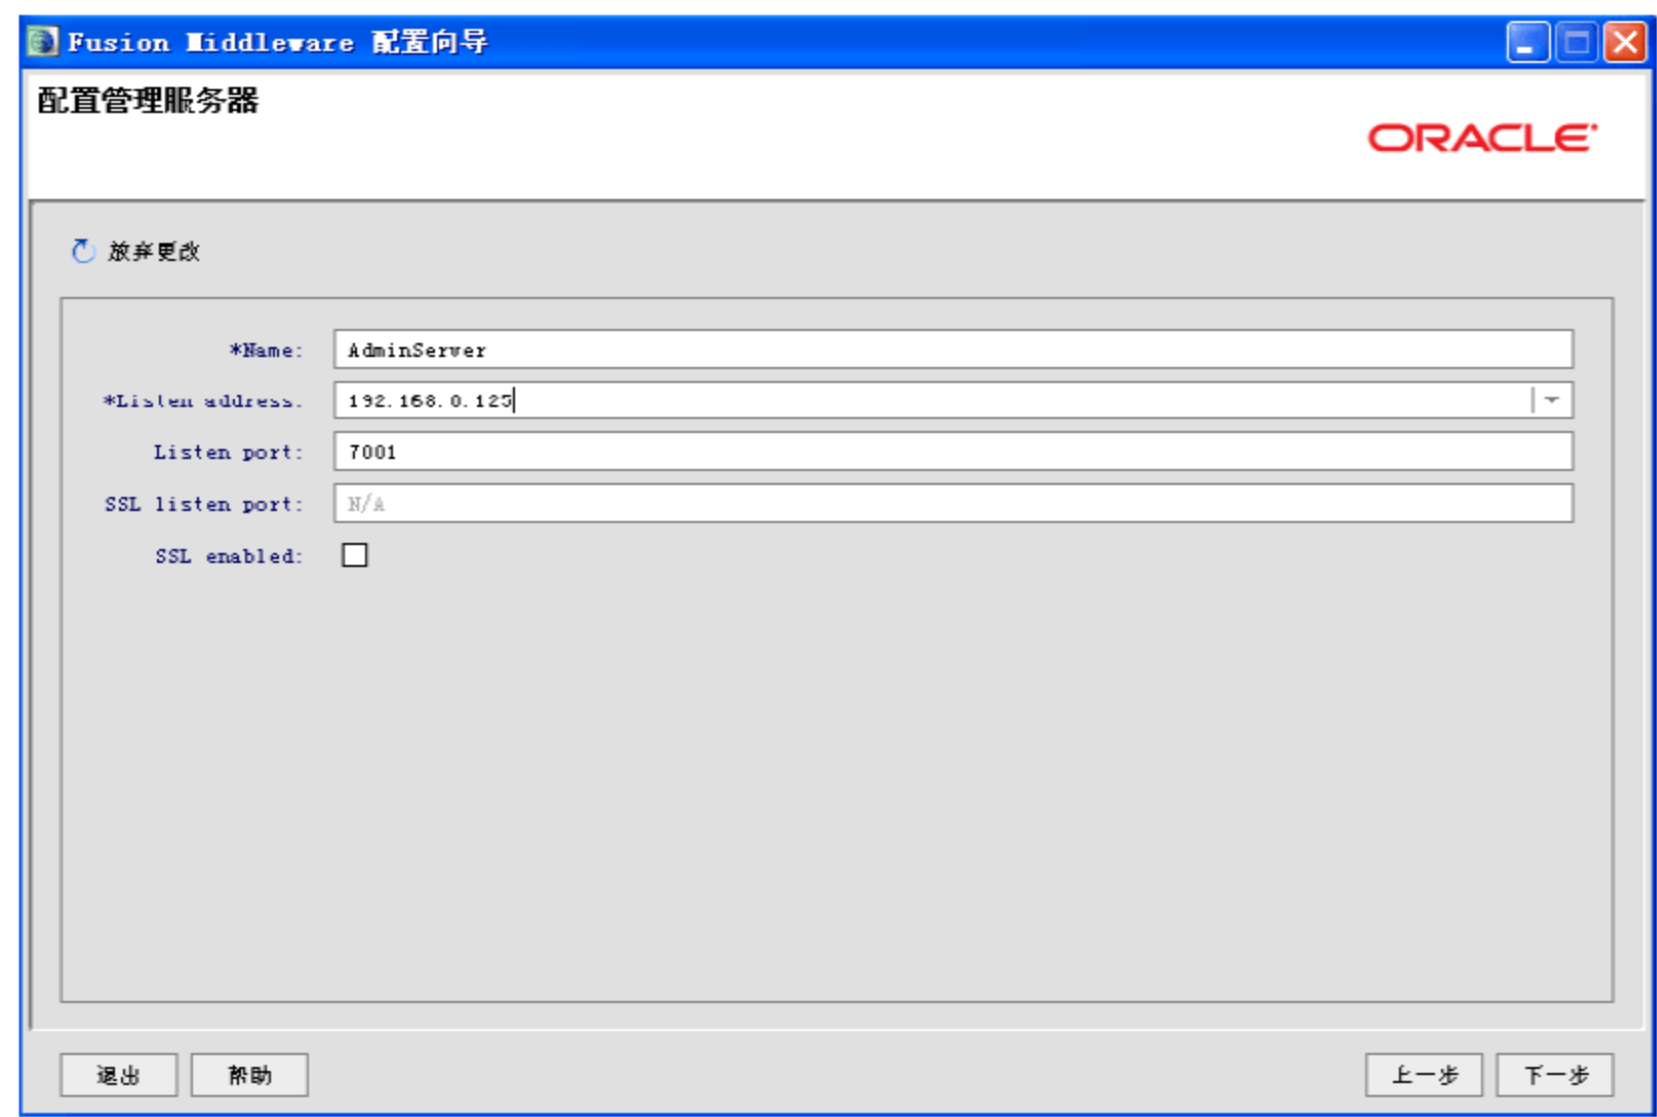 Fusion Middleware 配置向导
配置管理服务器
ORACLE
放弃更改
*Name: AdminServer
*Listen address: 192.168.0.125
Listen port: 7001
SSL listen port: N/A
SSL enabled:
退出 帮助 上一步 下一步